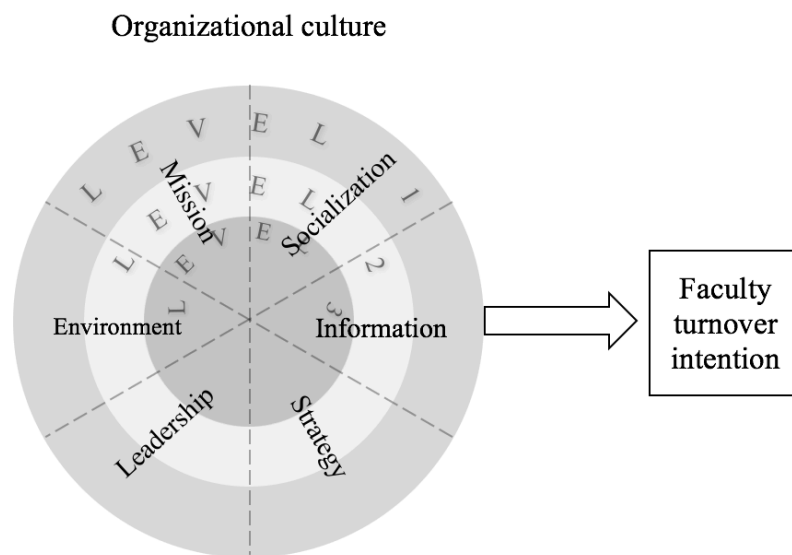 Organizational culture
LEVEL 1
LEVEL 2
LEVEL 3
Mission
Socialization
Environment
Information
Leadership
Strategy
Faculty
turnover
intention